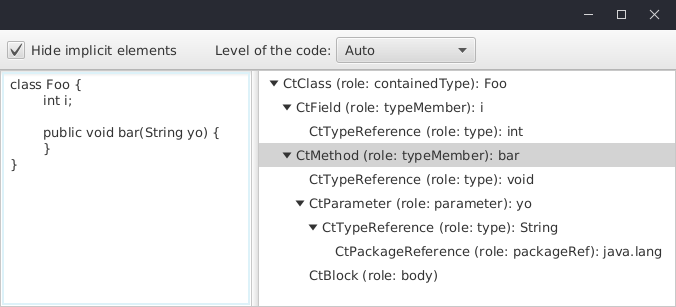 Hide implicit elements Level of the code: Auto
class Foo {
int i;
public void bar(String yo) {
}
}
CtClass (role: containedType): Foo
CtField (role: typeMember): i
CtTypeReference (role: type): int
CtMethod (role: typeMember): bar
CtTypeReference (role: type): void
CtParameter (role: parameter): yo
CtTypeReference (role: type): String
CtPackageReference (role: packageRef): java.lang
CtBlock (role: body)